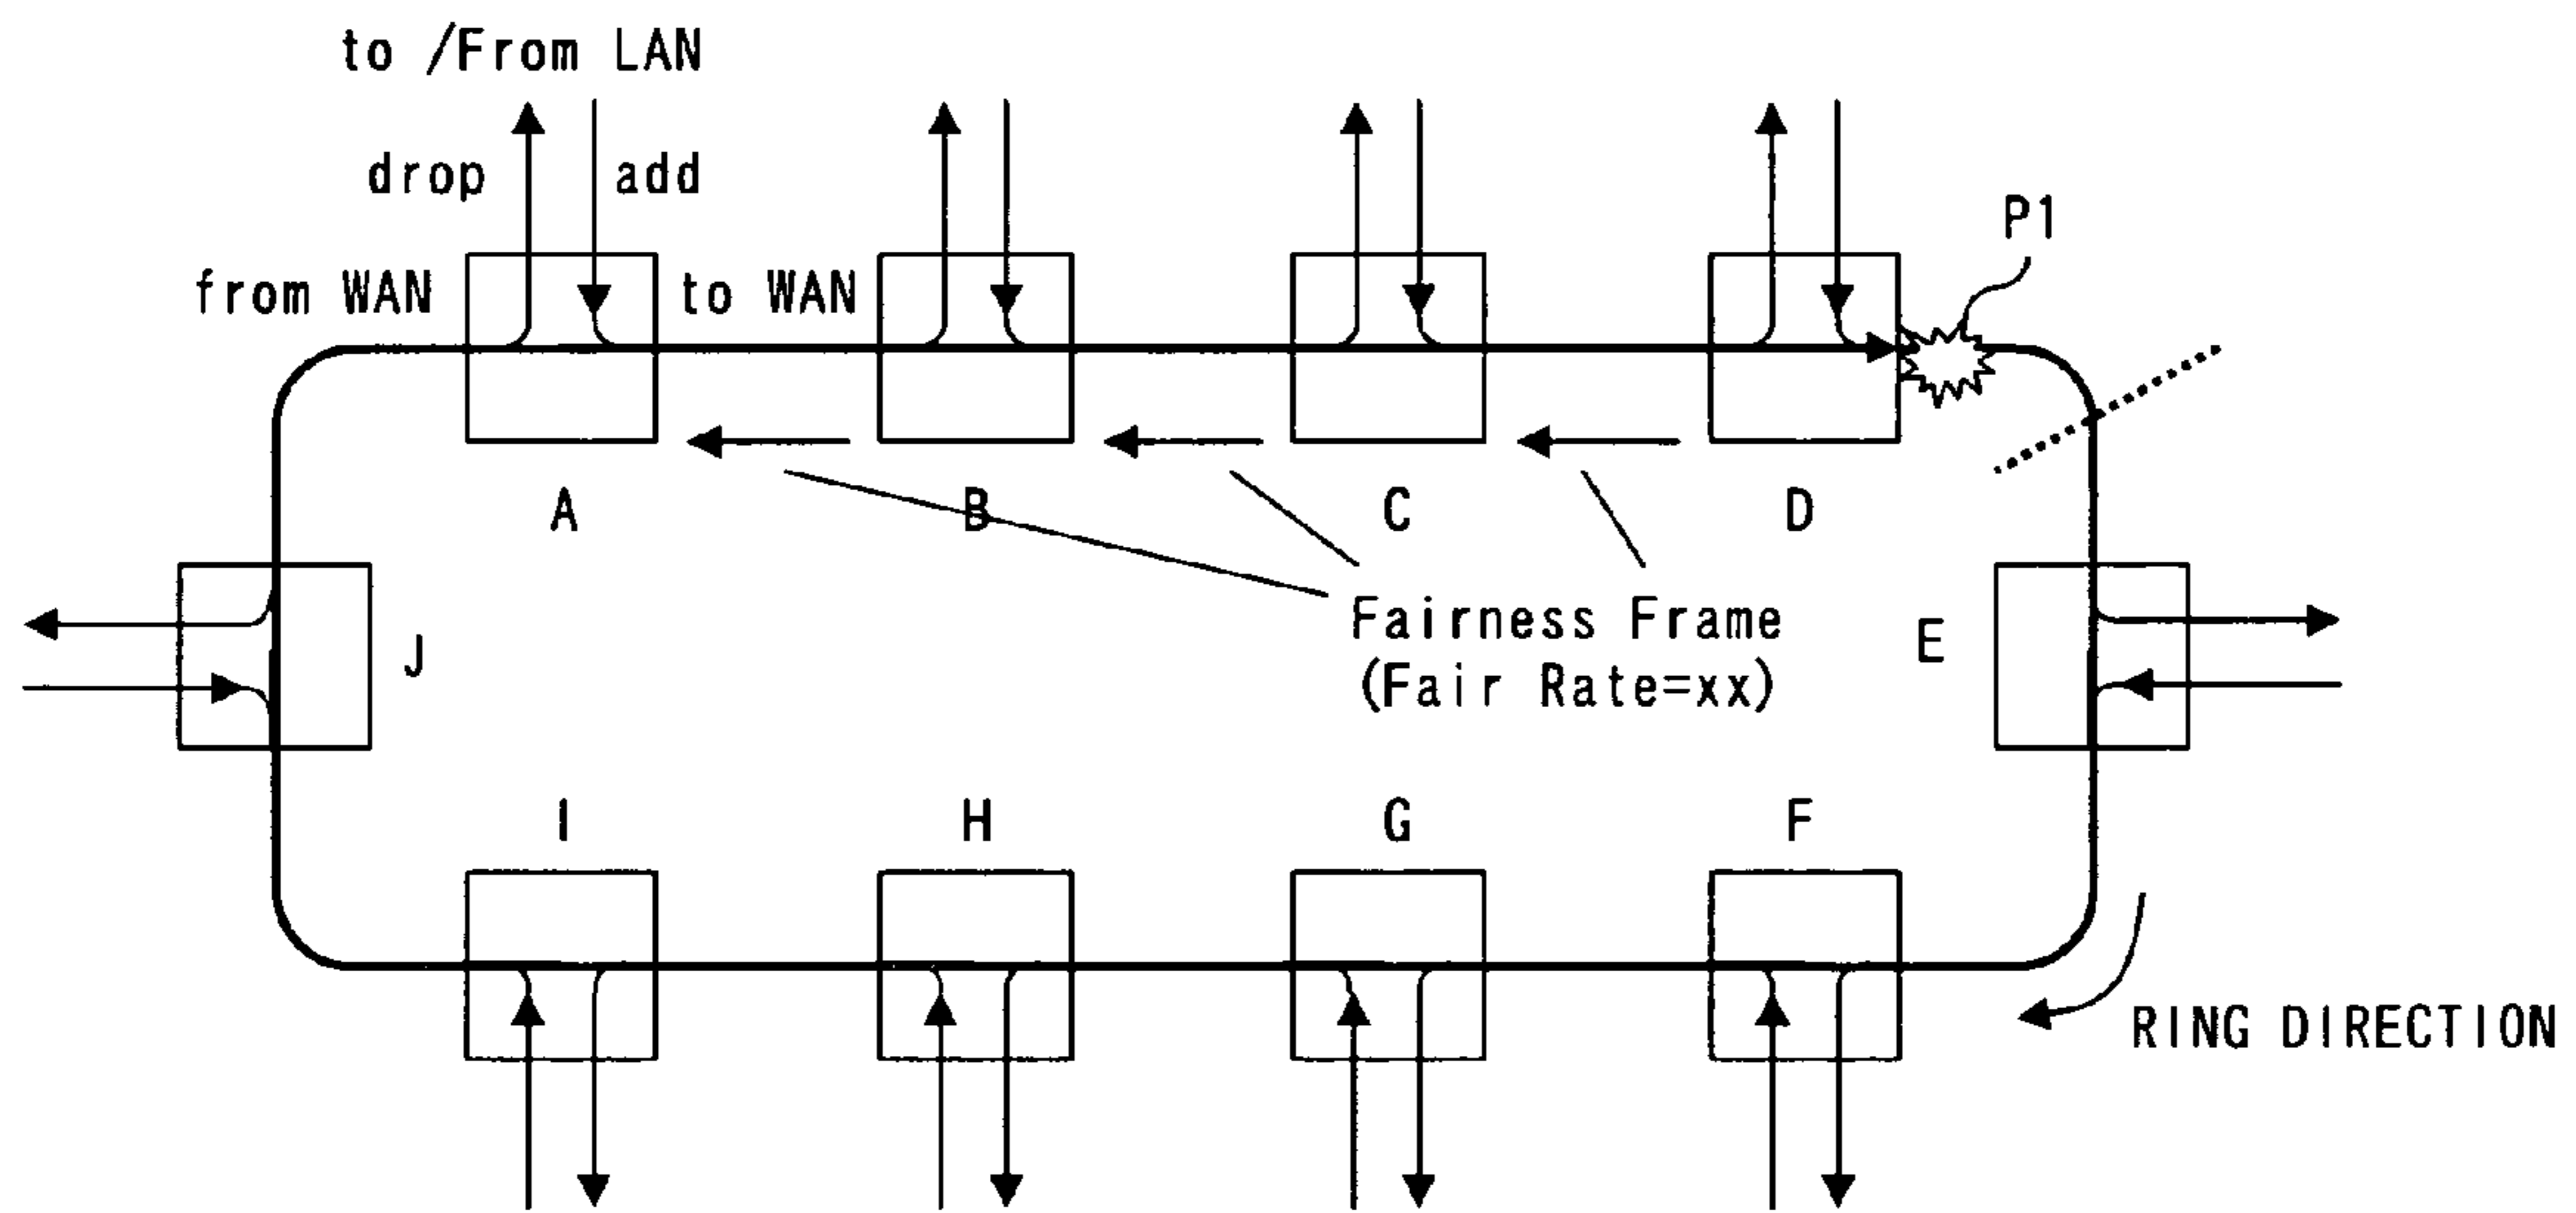 to /From LAN
drop
add
P1
from WAN
to WAN
A
B
C
D
Fairness Frame
(Fair Rate=xx)
J
E
I
H
G
F
RING DIRECTION